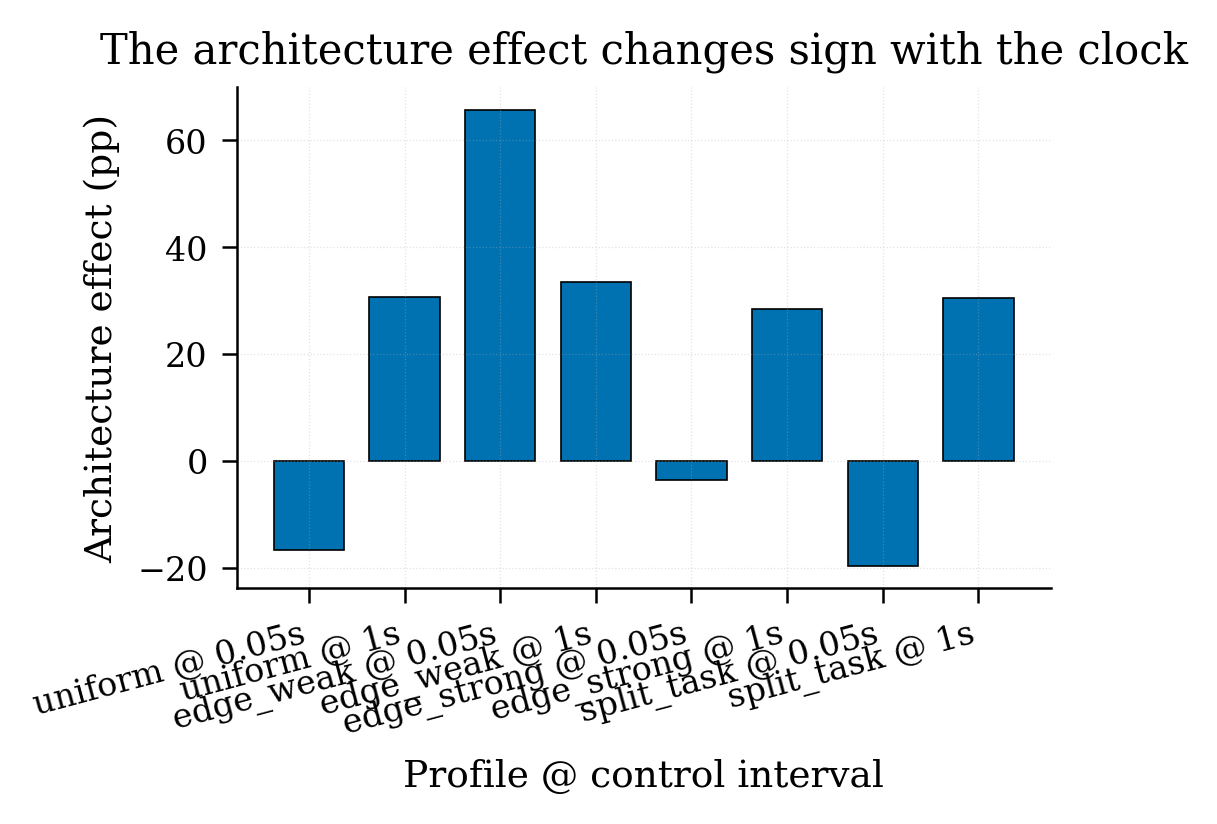 The architecture effect changes sign with the clock
Architecture effect (pp)
60
40
20
0
−20
uniform @ 0.05s
uniform @ 1s
edge_weak @ 0.05s
edge_weak @ 1s
edge_strong @ 0.05s
edge_strong @ 1s
split_task @ 0.05s
split_task @ 1s
Profile @ control interval